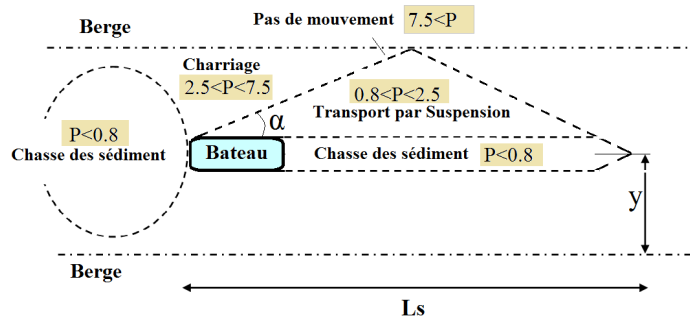 Berge
Pas de mouvement 7.5<P
Charriage
2.5<P<7.5
0.8<P<2.5
Transport par Suspension
α
P<0.8
Chasse des sédiment
Bateau
Chasse des sédiment P<0.8
y
Berge
Ls